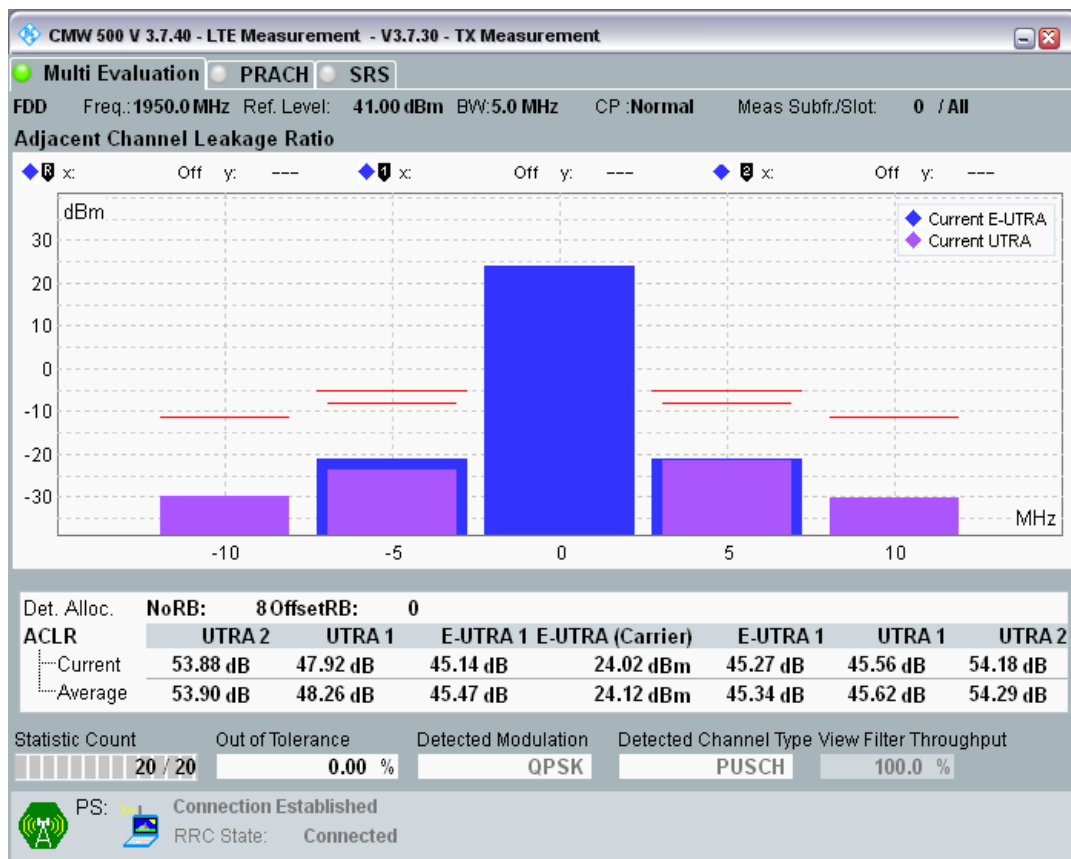 CMW 500 V 3.7.40 - LTE Measurement - V3.7.30 - TX Measurement
Multi Evaluation PRACH SRS
FDD Freq.:1950.0 MHz Ref. Level: 41.00 dBm BW:5.0 MHz CP :Normal Meas Subfr./Slot: 0 / All
Adjacent Channel Leakage Ratio
R x: Off y: --- 1 x: Off y: --- 2 x: Off y: ---
dBm
Current E-UTRA
Current UTRA
30
20
10
0
-10
-20
-30
MHz
-10 -5 0 5 10
Det. Alloc. NoRB: 8 OffsetRB: 0
ACLR UTRA 2 UTRA 1 E-UTRA 1 E-UTRA (Carrier) E-UTRA 1 UTRA 1 UTRA 2
Current 53.88 dB 47.92 dB 45.14 dB 24.02 dBm 45.27 dB 45.56 dB 54.18 dB
Average 53.90 dB 48.26 dB 45.47 dB 24.12 dBm 45.34 dB 45.62 dB 54.29 dB
Statistic Count Out of Tolerance Detected Modulation Detected Channel Type View Filter Throughput
20 / 20 0.00 % QPSK PUSCH 100.0 %
PS: Connection Established
RRC State: Connected